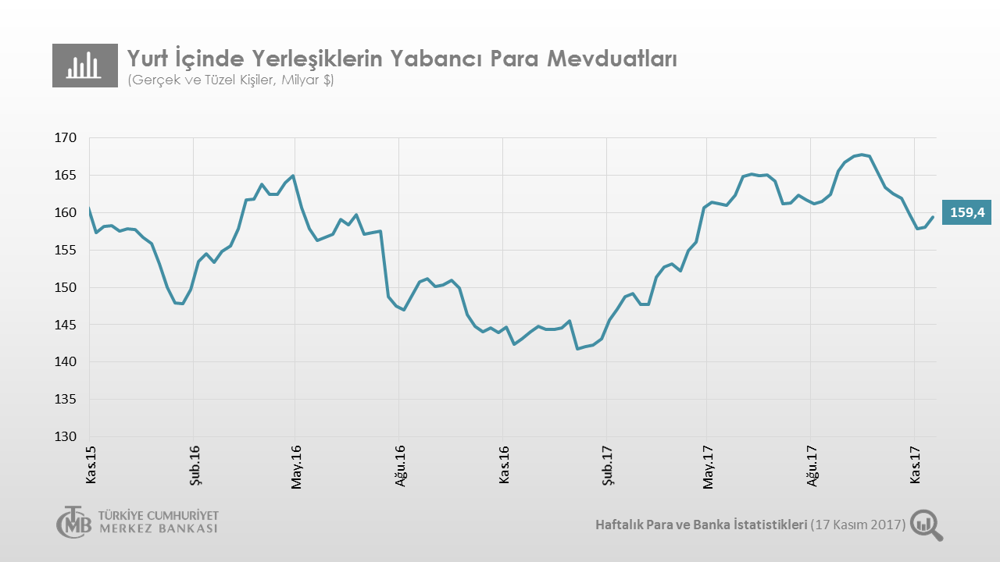 Yurt İçinde Yerleşiklerin Yabancı Para Mevduatları
(Gerçek ve Tüzel Kişiler, Milyar $)
170
165
160
155
150
145
140
135
130
159,4
Kas.15
Şub.16
May.16
Ağu.16
Kas.16
Şub.17
May.17
Ağu.17
Kas.17
TCMB
TÜRKİYE CUMHURİYET
MERKEZ BANKASI
Haftalık Para ve Banka İstatistikleri (17 Kasım 2017)